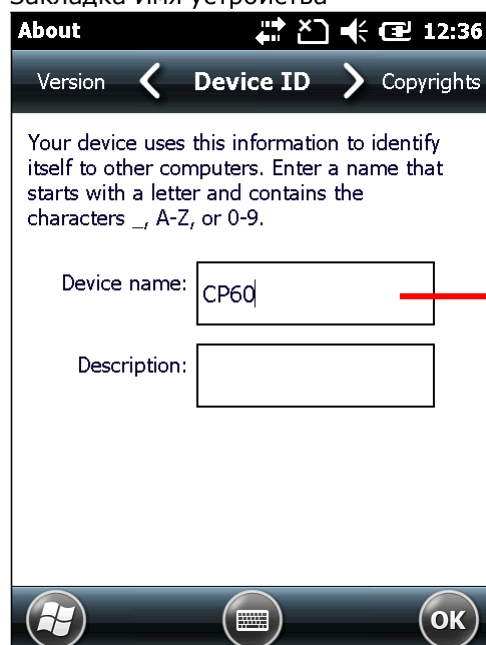 Закладка Имя устройства
About 12:36
Version Device ID Copyrights
Your device uses this information to identify
itself to other computers. Enter a name that
starts with a letter and contains the
characters _, A-Z, or 0-9.
Device name: CP60
Description:
OK